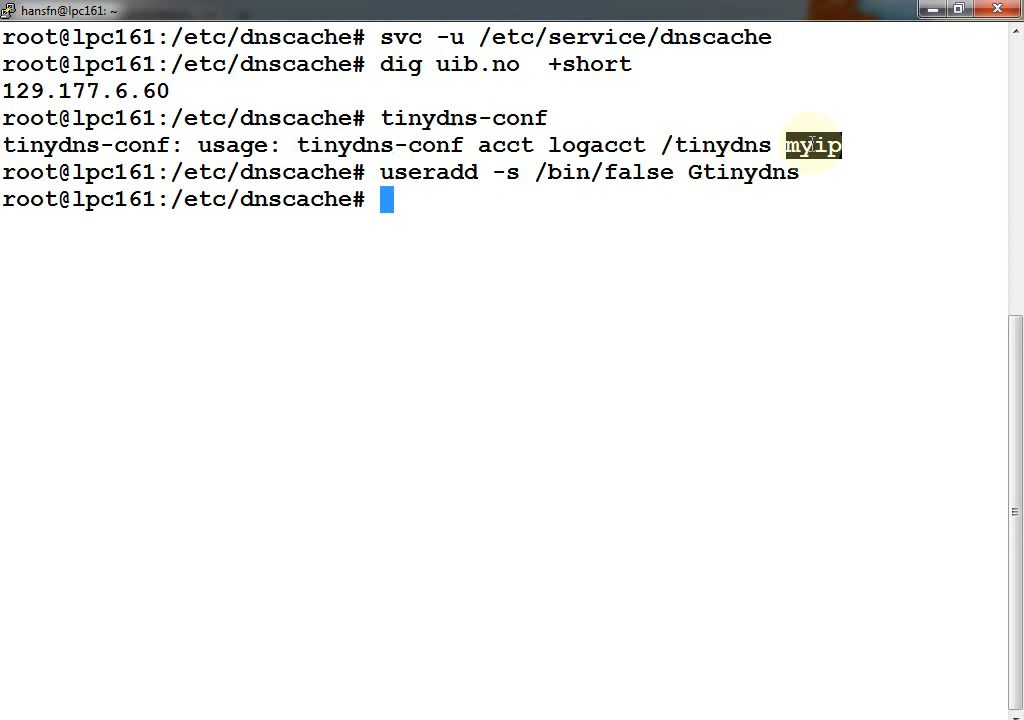 hansfn@lpc161: ~
root@lpc161:/etc/dnscache# svc -u /etc/service/dnscache
root@lpc161:/etc/dnscache# dig uib.no  +short
129.177.6.60
root@lpc161:/etc/dnscache# tinydns-conf
tinydns-conf: usage: tinydns-conf acct logacct /tinydns myip
root@lpc161:/etc/dnscache# useradd -s /bin/false Gtinydns
root@lpc161:/etc/dnscache#